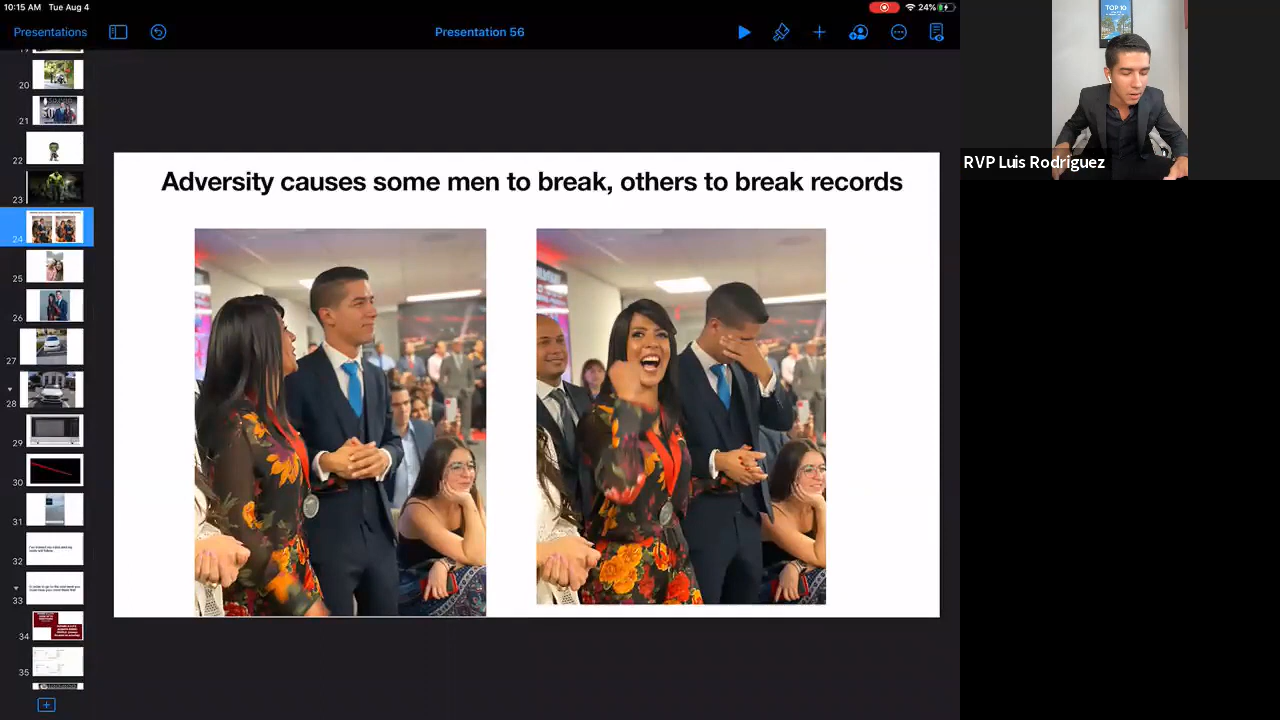 10:15 AM Tue Aug 4
24%
Presentations
Presentation 56
TOP 10
RVP Luis Rodriguez
Adversity causes some men to break, others to break records
20
21
22
23
24
25
26
27
28
29
30
31
32
33
34
35